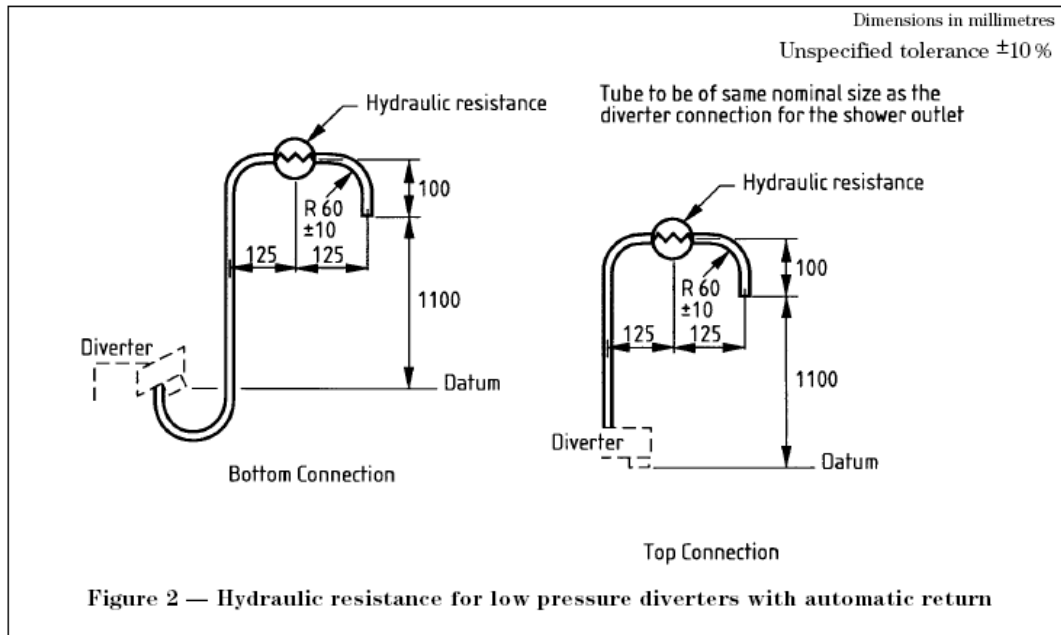 Dimensions in millimetres
Unspecified tolerance ±10 %
Hydraulic resistance
100
R 60
±10
125
125
1100
Diverter
Datum
Bottom Connection
Tube to be of same nominal size as the
diverter connection for the shower outlet
Hydraulic resistance
100
R 60
±10
125
125
1100
Diverter
Datum
Top Connection
Figure 2 — Hydraulic resistance for low pressure diverters with automatic return